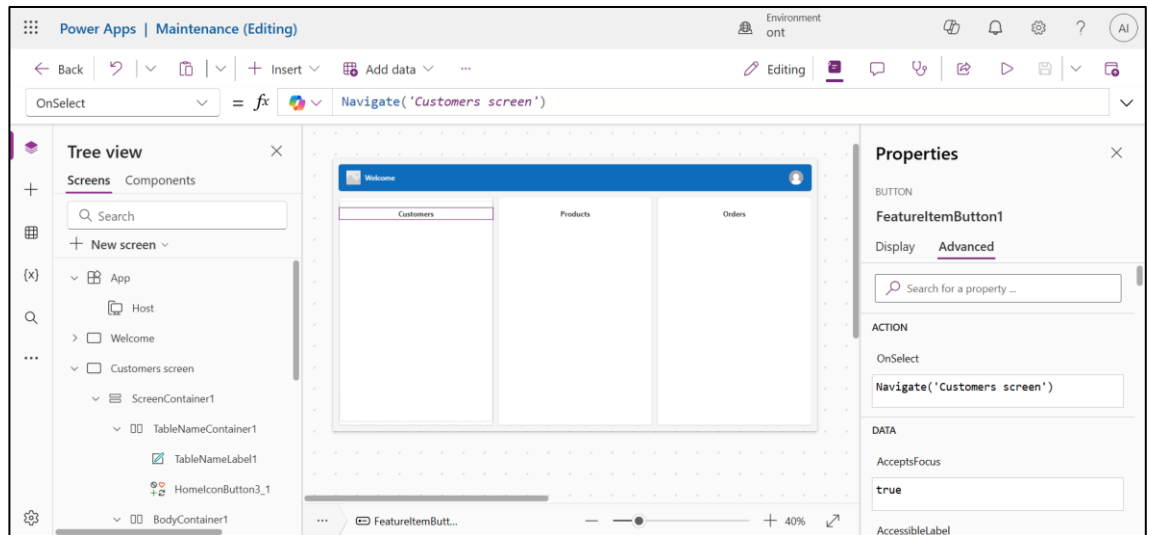 Power Apps | Maintenance (Editing)
Environment
ont
AI
Back
Insert
Add data
...
Editing
OnSelect
= fx
Navigate('Customers screen')
Tree view
Screens Components
Search
New screen
App
Host
Welcome
Customers screen
ScreenContainer1
TableNameContainer1
TableNameLabel1
HomeIconButton3_1
BodyContainer1
Welcome
Customers
Products
Orders
... FeatureItemButt...
40%
Properties
BUTTON
FeatureItemButton1
Display Advanced
Search for a property ...
ACTION
OnSelect
Navigate('Customers screen')
DATA
AcceptsFocus
true
AccessibleLabel